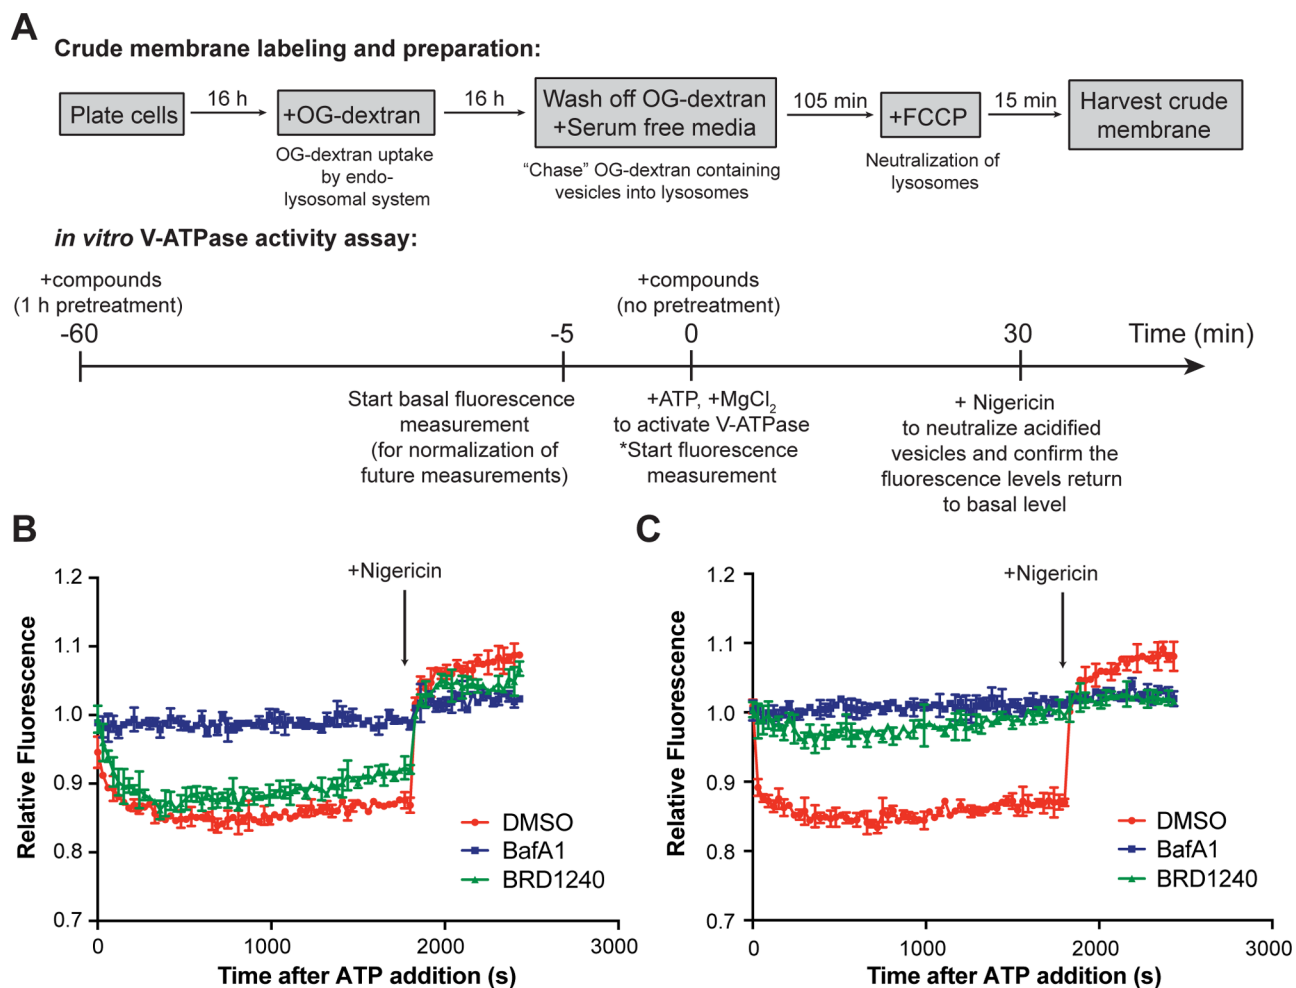 A
Crude membrane labeling and preparation:
Plate cells
16 h
+OG-dextran
16 h
Wash off OG-dextran
+Serum free media
105 min
+FCCP
15 min
Harvest crude
membrane
OG-dextran uptake
by endo-
lysosomal system
“Chase” OG-dextran containing
vesicles into lysosomes
Neutralization of
lysosomes
in vitro V-ATPase activity assay:
+compounds
(1 h pretreatment)
+compounds
(no pretreatment)
-60
-5
0
30
Time (min)
Start basal fluorescence
measurement
(for normalization of
future measurements)
+ATP, +MgCl2
to activate V-ATPase
*Start fluorescence
measurement
+ Nigericin
to neutralize acidified
vesicles and confirm the
fluorescence levels return
to basal level
B
+Nigericin
Relative Fluorescence
1.2
1.1
1.0
0.9
0.8
0.7
DMSO
BafA1
BRD1240
0
1000
2000
3000
Time after ATP addition (s)
C
+Nigericin
Relative Fluorescence
1.2
1.1
1.0
0.9
0.8
0.7
DMSO
BafA1
BRD1240
0
1000
2000
3000
Time after ATP addition (s)